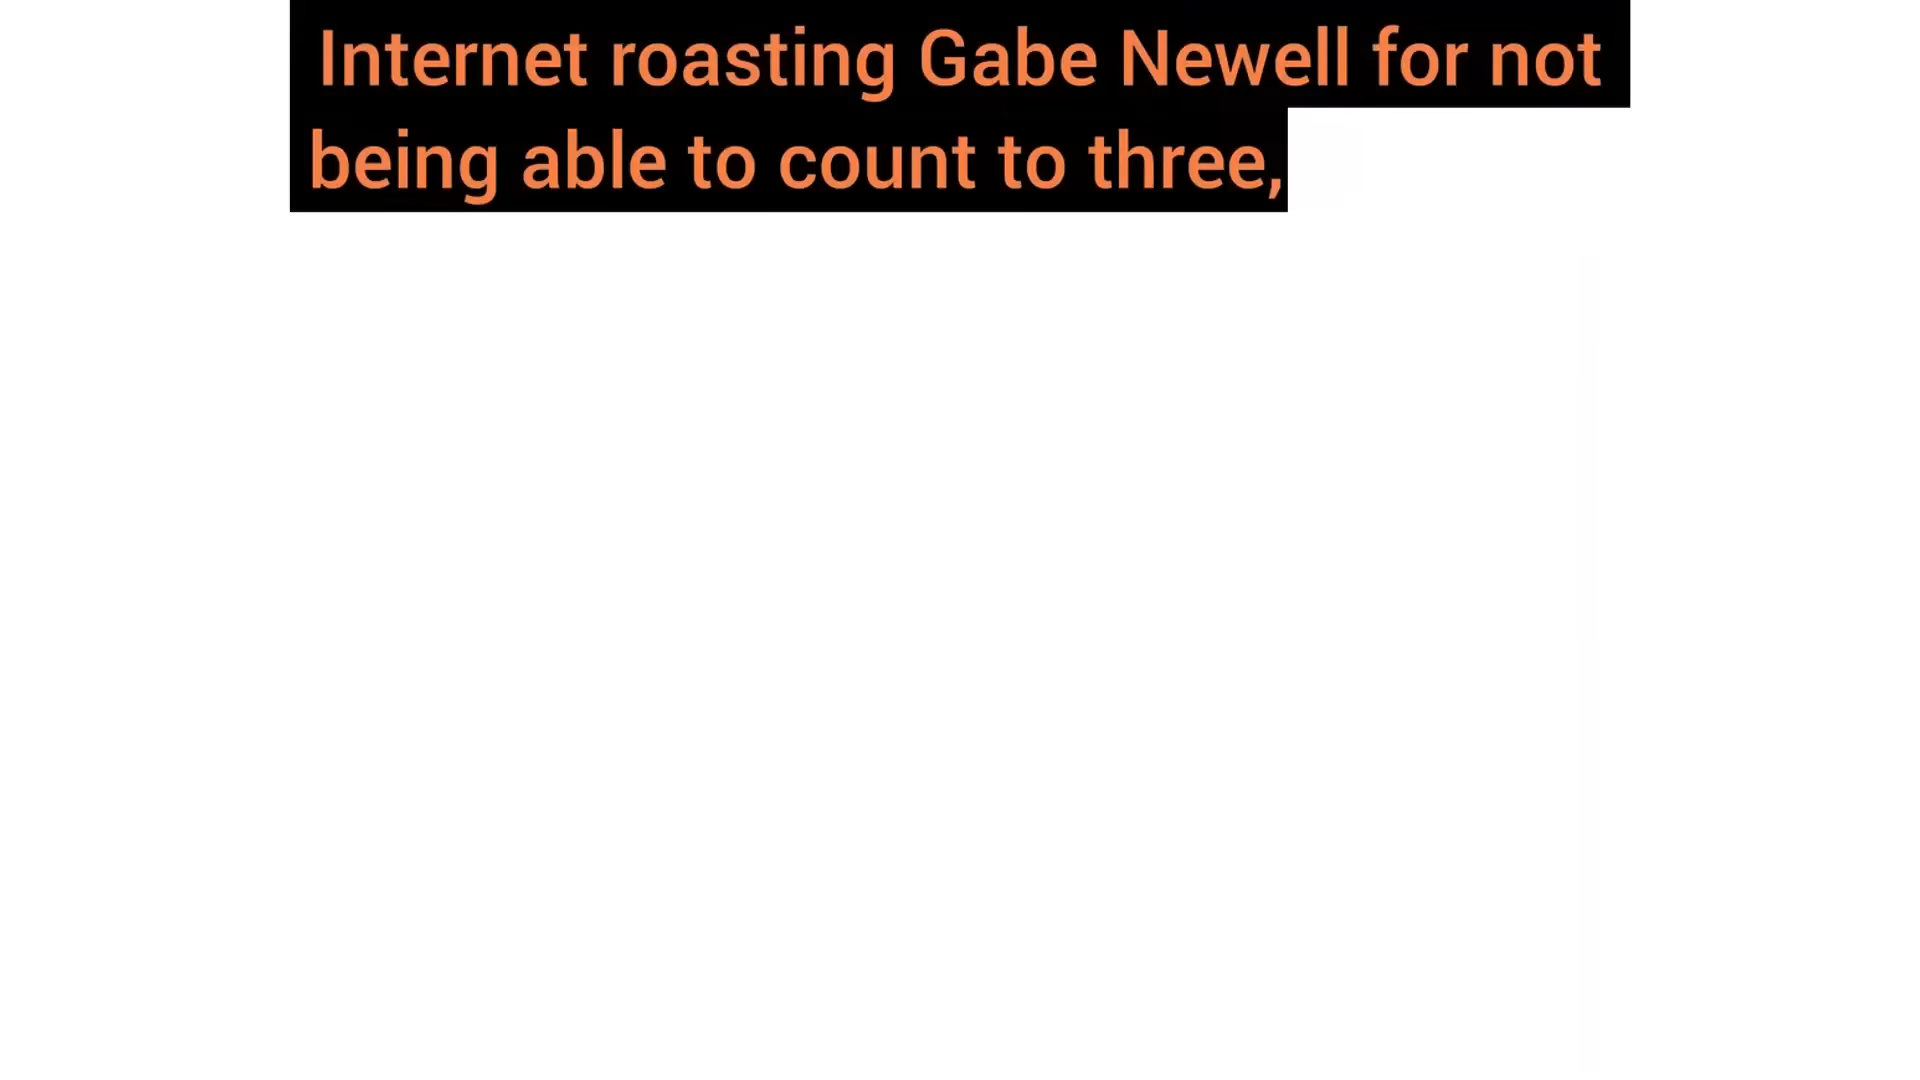 Internet roasting Gabe Newell for not
being able to count to three,